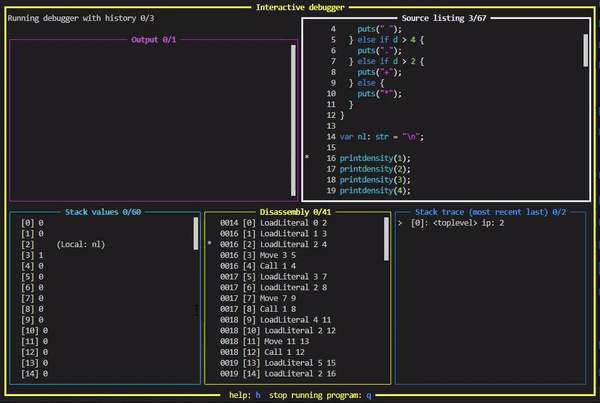 Interactive debugger
Running debugger with history 0/3
Output 0/1
Source listing 3/67
4 puts(" ");
5 } else if d > 4 {
6 puts(".");
7 } else if d > 2 {
8 puts("+");
9 } else {
10 puts("*");
11 }
12 }
13
14 var nl: str = "\n";
15
* 16 printdensity(1);
17 printdensity(2);
18 printdensity(3);
19 printdensity(4);
Stack values 0/60
[0] 0
[1] 0
[2] (Local: nl)
[3] 1
[4] 0
[5] 0
[6] 0
[7] 0
[8] 0
[9] 0
[10] 0
[11] 0
[12] 0
[13] 0
[14] 0
Disassembly 0/41
0014 [0] LoadLiteral 0 2
0016 [1] LoadLiteral 1 3
* 0016 [2] LoadLiteral 2 4
0016 [3] Move 3 5
0016 [4] Call 1 4
0017 [5] LoadLiteral 3 7
0017 [6] LoadLiteral 2 8
0017 [7] Move 7 9
0017 [8] Call 1 8
0018 [9] LoadLiteral 4 11
0018 [10] LoadLiteral 2 12
0018 [11] Move 11 13
0018 [12] Call 1 12
0019 [13] LoadLiteral 5 15
0019 [14] LoadLiteral 2 16
Stack trace (most recent last) 0/2
> [0]: <toplevel> ip: 2
help: h stop running program: q